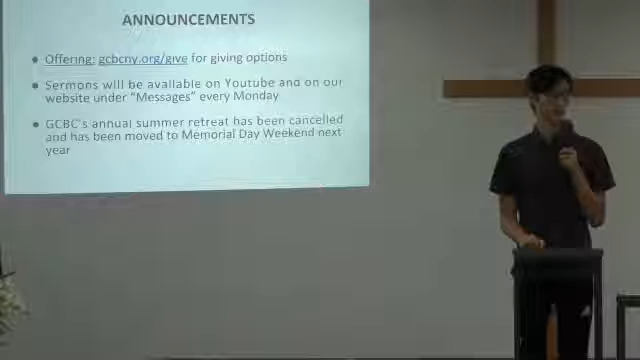 ANNOUNCEMENTS
Offering: gcbcny.org/give for giving options
Sermons will be available on Youtube and on our
website under "Messages" every Monday
GCBC's annual summer retreat has been cancelled
and has been moved to Memorial Day Weekend next
year